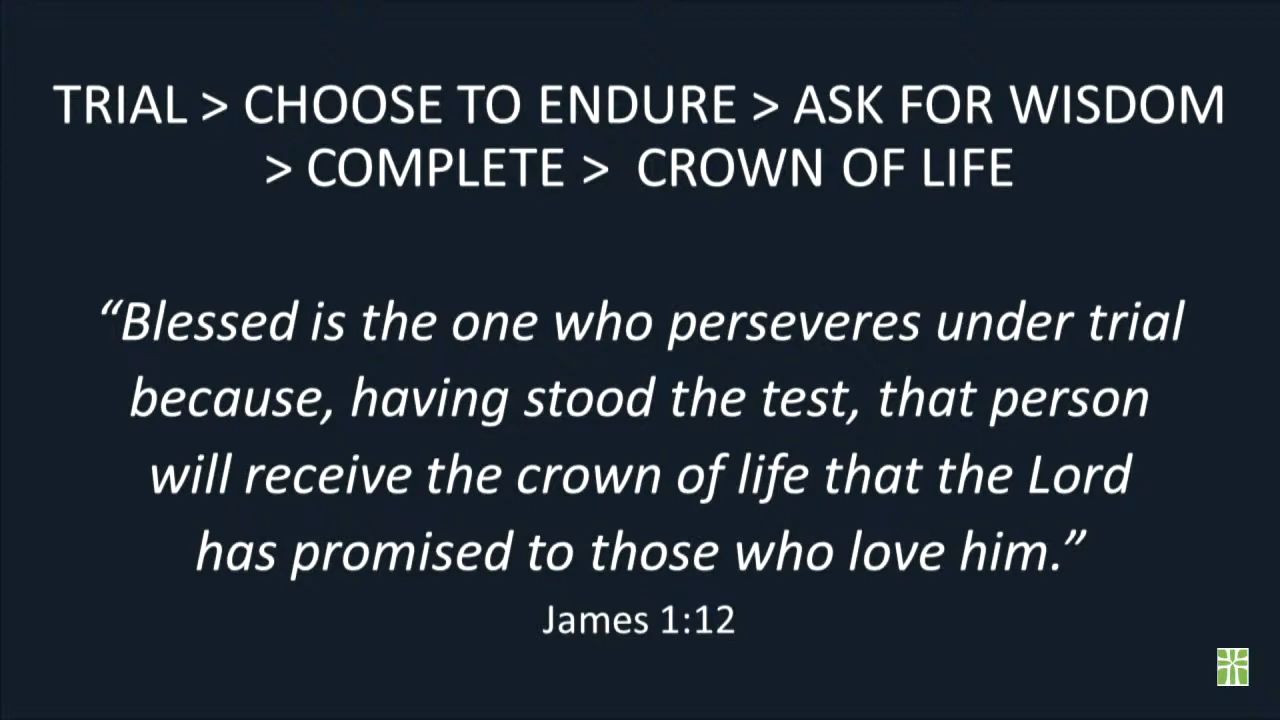 TRIAL > CHOOSE TO ENDURE > ASK FOR WISDOM
> COMPLETE > CROWN OF LIFE
“Blessed is the one who perseveres under trial
because, having stood the test, that person
will receive the crown of life that the Lord
has promised to those who love him.”
James 1:12